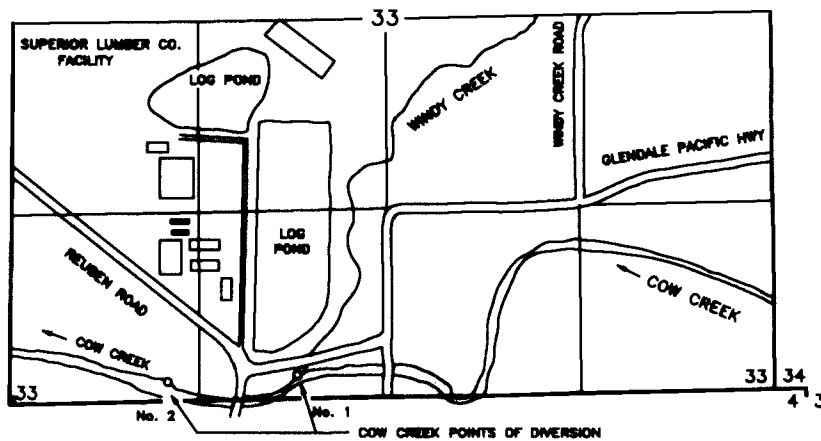 33
SUPERIOR LUMBER CO.
FACILITY
LOG POND
WINDY CREEK
WINDY CREEK ROAD
GLENDALE PACIFIC HWY
LOG
POND
REUBEN ROAD
COW CREEK
COW CREEK
33
33 34
4 3
No. 2
No. 1
COW CREEK POINTS OF DIVERSION